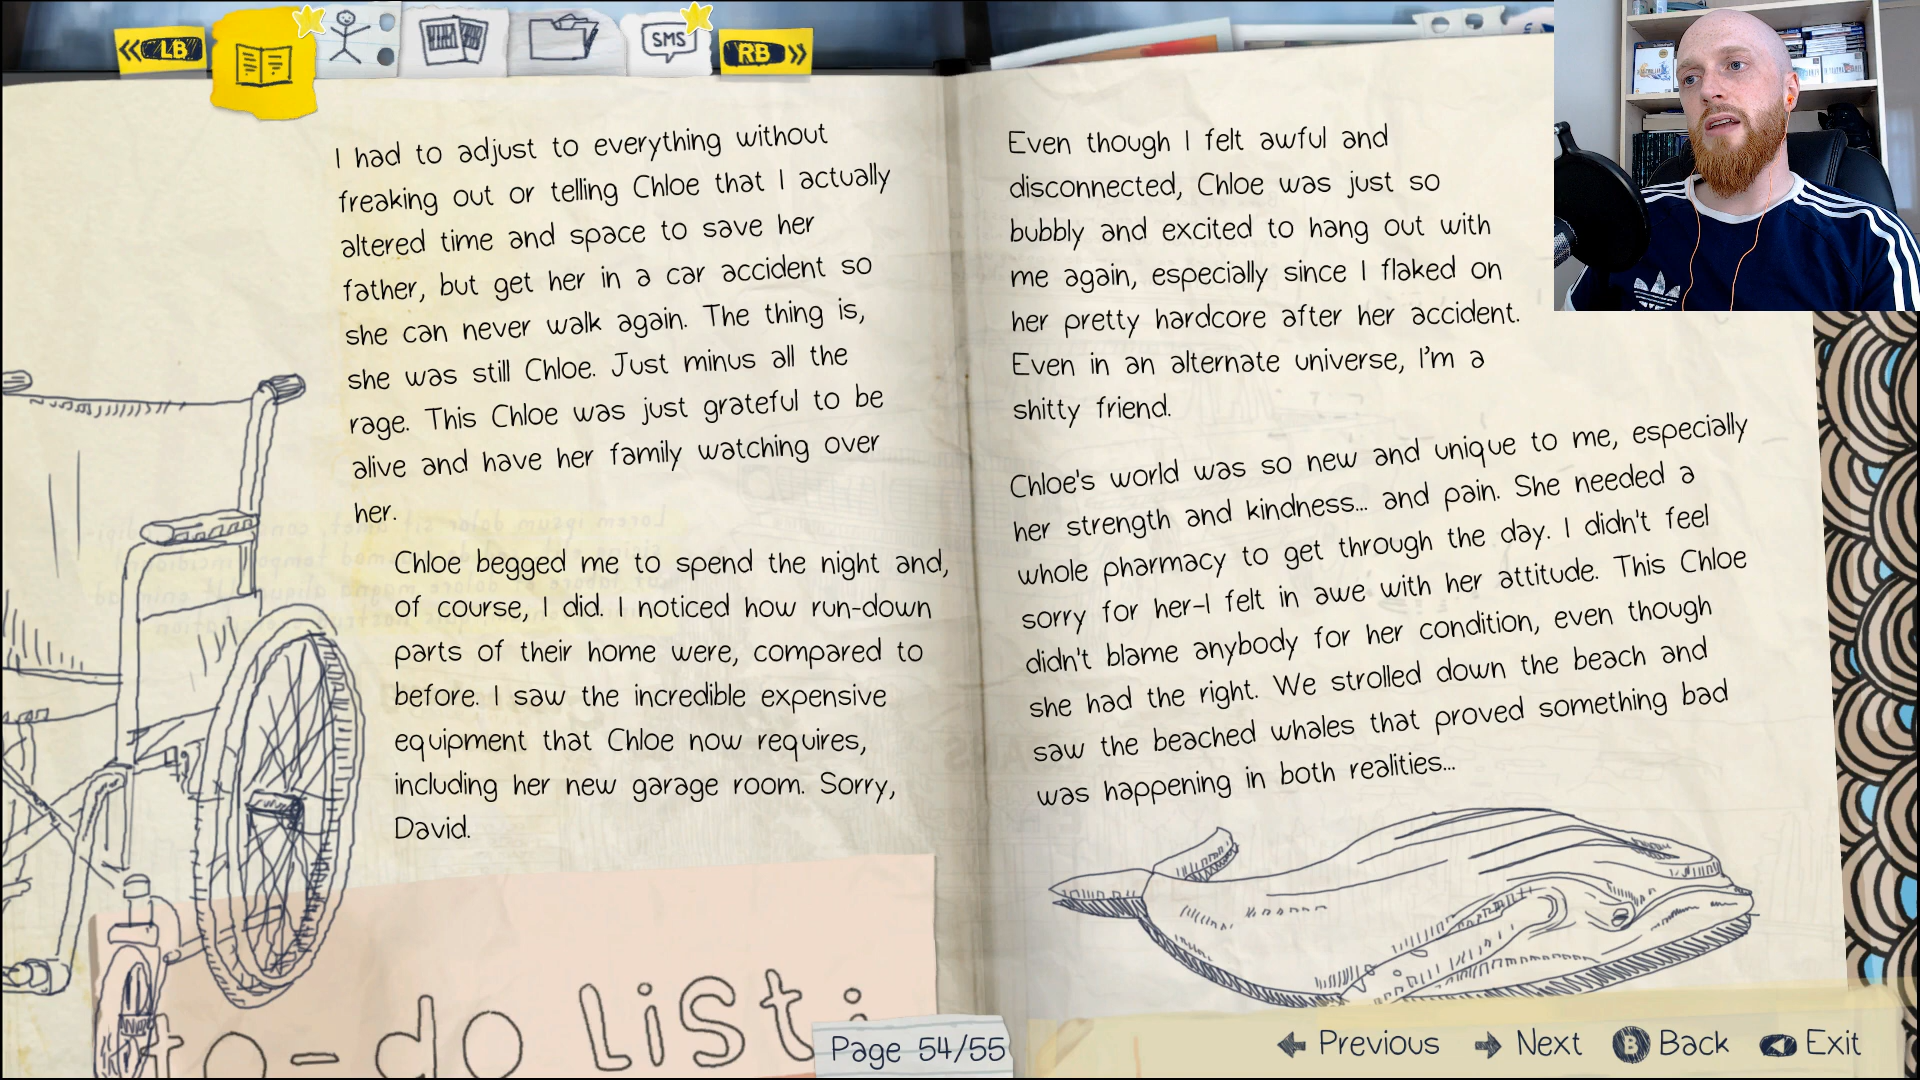 LB
SMS
RB
I had to adjust to everything without
freaking out or telling Chloe that I actually
altered time and space to save her
father, but get her in a car accident so
she can never walk again. The thing is,
she was still Chloe. Just minus all the
rage. This Chloe was just grateful to be
alive and have her family watching over
her.
Chloe begged me to spend the night and,
of course, I did. I noticed how run-down
parts of their home were, compared to
before. I saw the incredible expensive
equipment that Chloe now requires,
including her new garage room. Sorry,
David.
to-do List:
Even though I felt awful and
disconnected, Chloe was just so
bubbly and excited to hang out with
me again, especially since I flaked on
her pretty hardcore after her accident.
Even in an alternate universe, I'm a
shitty friend.
Chloe's world was so new and unique to me, especially
her strength and kindness... and pain. She needed a
whole pharmacy to get through the day. I didn't feel
sorry for her-I felt in awe with her attitude. This Chloe
didn't blame anybody for her condition, even though
she had the right. We strolled down the beach and
saw the beached whales that proved something bad
was happening in both realities...
Page 54/55
Previous
Next
B Back
Exit